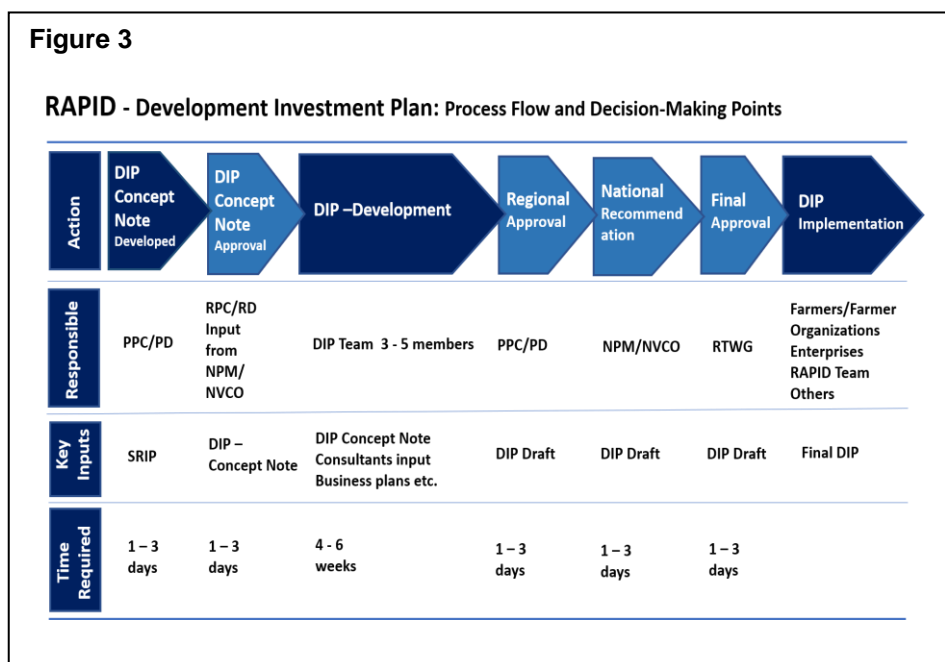 Figure 3
RAPID - Development Investment Plan: Process Flow and Decision-Making Points
Action
DIP
Concept
Note
Developed
DIP
Concept
Note
Approval
DIP –Development
Regional
Approval
National
Recommend
ation
Final
Approval
DIP
Implementation
Responsible
PPC/PD
RPC/RD
Input
from
NPM/
NVCO
DIP Team 3 - 5 members
PPC/PD
NPM/NVCO
RTWG
Farmers/Farmer
Organizations
Enterprises
RAPID Team
Others
Key
Inputs
SRIP
DIP –
Concept Note
DIP Concept Note
Consultants input
Business plans etc.
DIP Draft
DIP Draft
DIP Draft
Final DIP
Time
Required
1 – 3
days
1 – 3
days
4 - 6
weeks
1 – 3
days
1 – 3
days
1 – 3
days